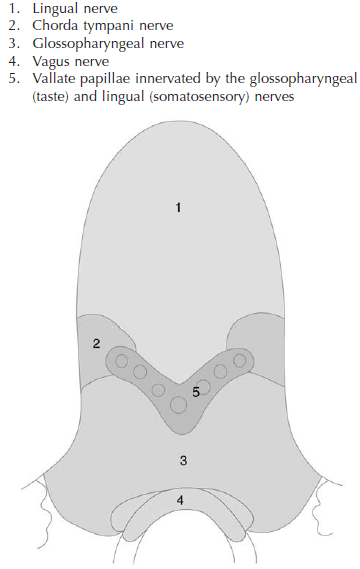 1. Lingual nerve
2. Chorda tympani nerve
3. Glossopharyngeal nerve
4. Vagus nerve
5. Vallate papillae innervated by the glossopharyngeal
(taste) and lingual (somatosensory) nerves
1
2
5
3
4